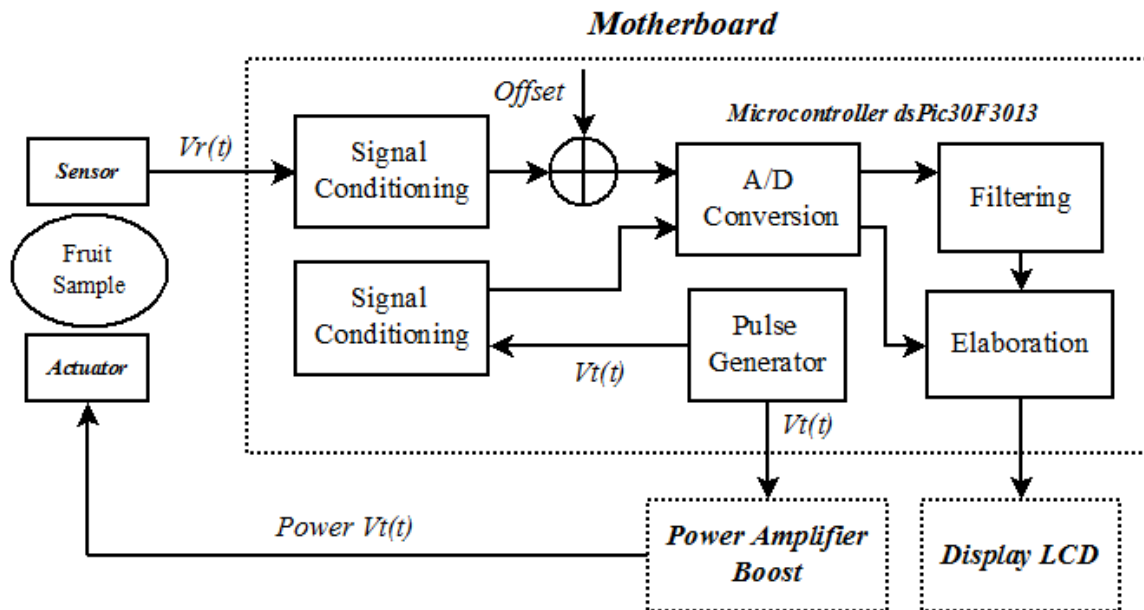 Motherboard
Offset
Microcontroller dsPic30F3013
Sensor
Vr(t)
Signal
Conditioning
A/D
Conversion
Filtering
Fruit
Sample
Signal
Conditioning
Pulse
Generator
Elaboration
Actuator
Vt(t)
Vt(t)
Power Vt(t)
Power Amplifier
Boost
Display LCD